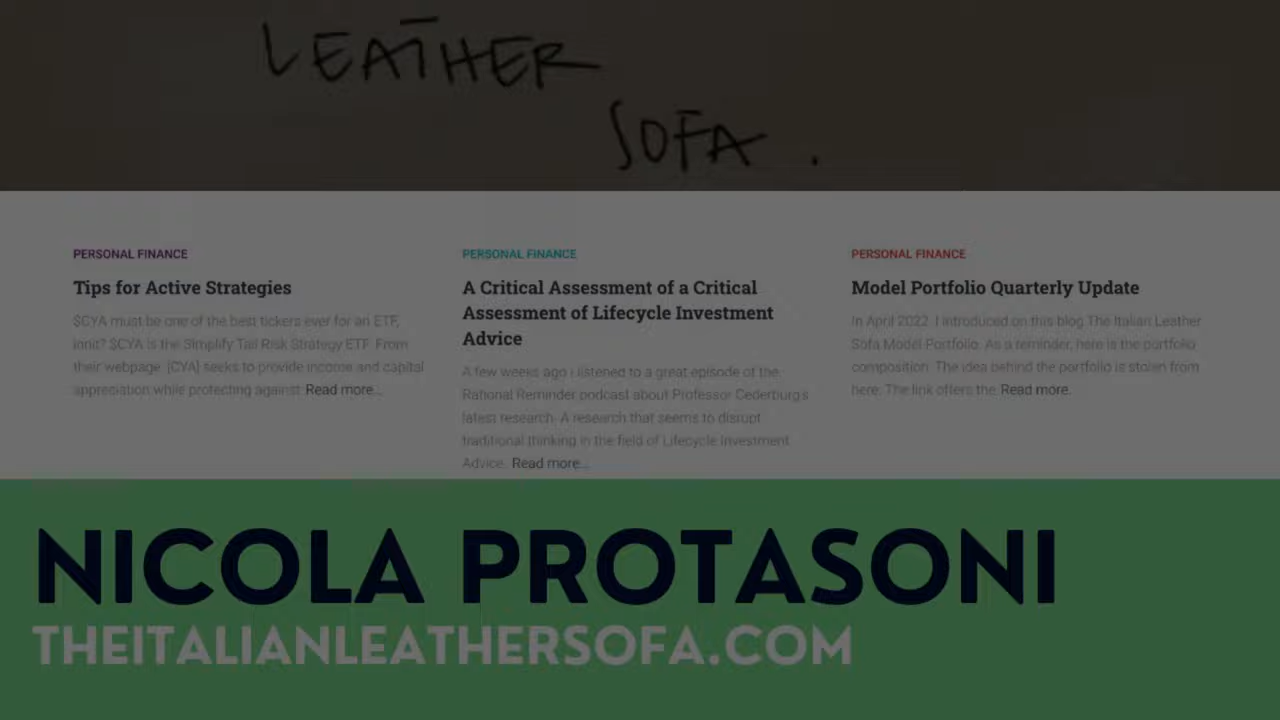 LEATHER
SOFA.
PERSONAL FINANCE
Tips for Active Strategies
$CYA must be one of the best tickers ever for an ETF,
innit? $CYA is the Simplify Tail Risk Strategy ETF. From
their webpage: [CYA] seeks to provide income and capital
appreciation while protecting against Read more...
PERSONAL FINANCE
A Critical Assessment of a Critical
Assessment of Lifecycle Investment
Advice
A few weeks ago I listened to a great episode of the
Rational Reminder podcast about Professor Cederburg's
latest research. A research that seems to disrupt
traditional thinking in the field of Lifecycle Investment
Advice. Read more...
PERSONAL FINANCE
Model Portfolio Quarterly Update
In April 2022, I introduced on this blog The Italian Leather
Sofa Model Portfolio. As a reminder, here is the portfolio
composition: The idea behind the portfolio is stolen from
here. The link offers the Read more...
NICOLA PROTASONI
THEITALIANLEATHERSOFA.COM